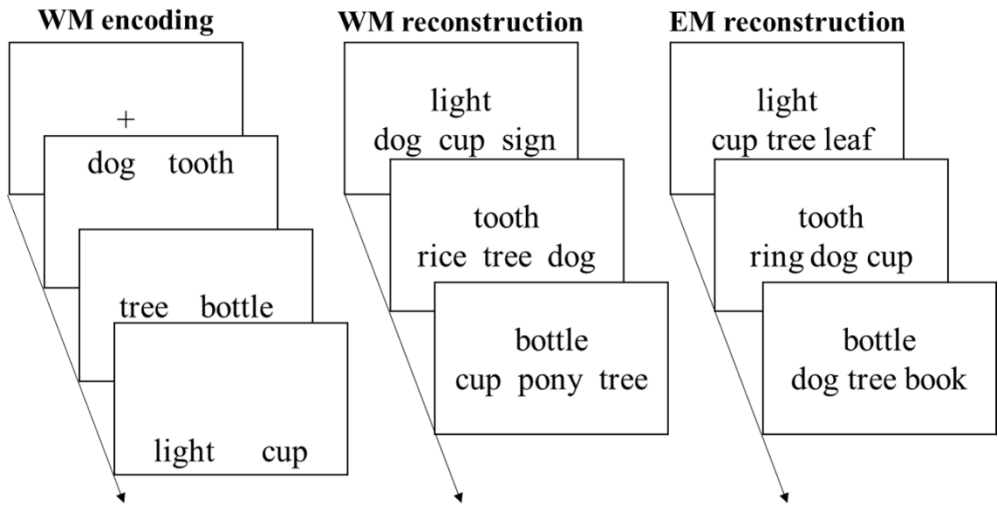 WM encoding
+
dog tooth
tree bottle
light cup
WM reconstruction
light
dog cup sign
tooth
rice tree dog
bottle
cup pony tree
EM reconstruction
light
cup tree leaf
tooth
ring dog cup
bottle
dog tree book